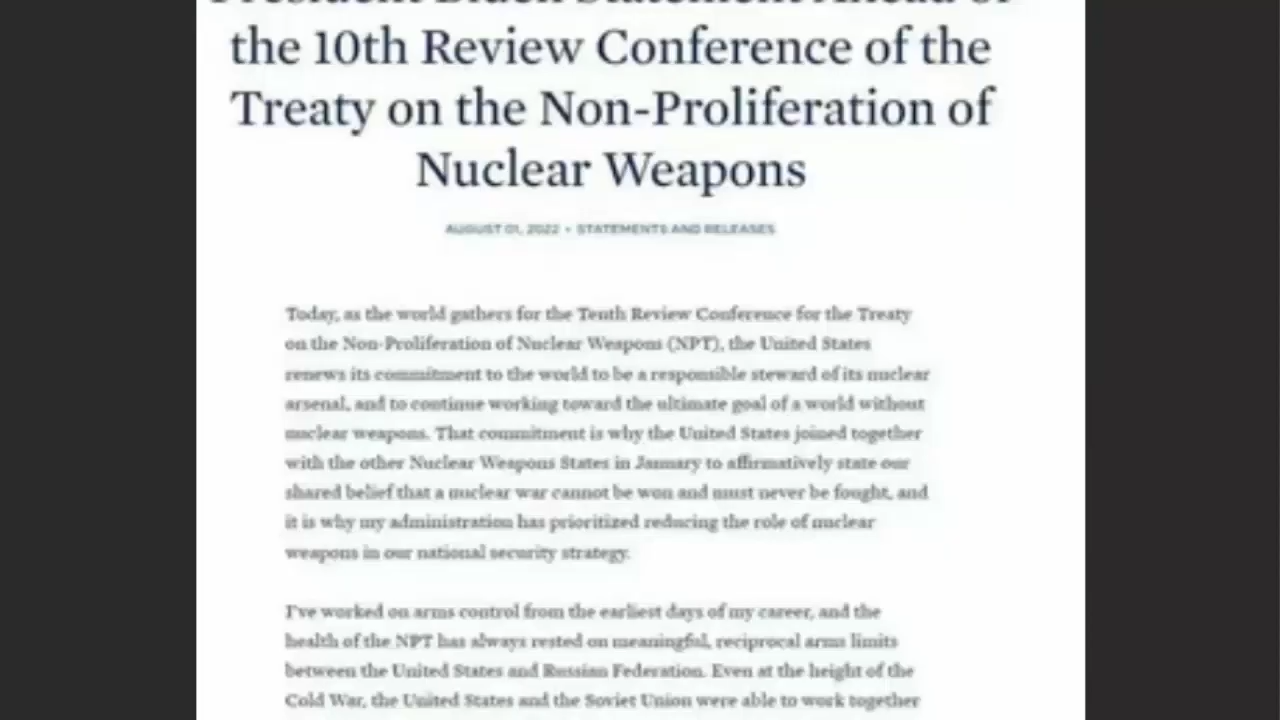 President Biden Statement Ahead of
the 10th Review Conference of the
Treaty on the Non-Proliferation of
Nuclear Weapons
AUGUST 01, 2022 • STATEMENTS AND RELEASES
Today, as the world gathers for the Tenth Review Conference for the Treaty
on the Non-Proliferation of Nuclear Weapons (NPT), the United States
renews its commitment to the world to be a responsible steward of its nuclear
arsenal, and to continue working toward the ultimate goal of a world without
nuclear weapons. That commitment is why the United States joined together
with the other Nuclear Weapons States in January to affirmatively state our
shared belief that a nuclear war cannot be won and must never be fought, and
it is why my administration has prioritized reducing the role of nuclear
weapons in our national security strategy.
I've worked on arms control from the earliest days of my career, and the
health of the NPT has always rested on meaningful, reciprocal arms limits
between the United States and Russian Federation. Even at the height of the
Cold War, the United States and the Soviet Union were able to work together